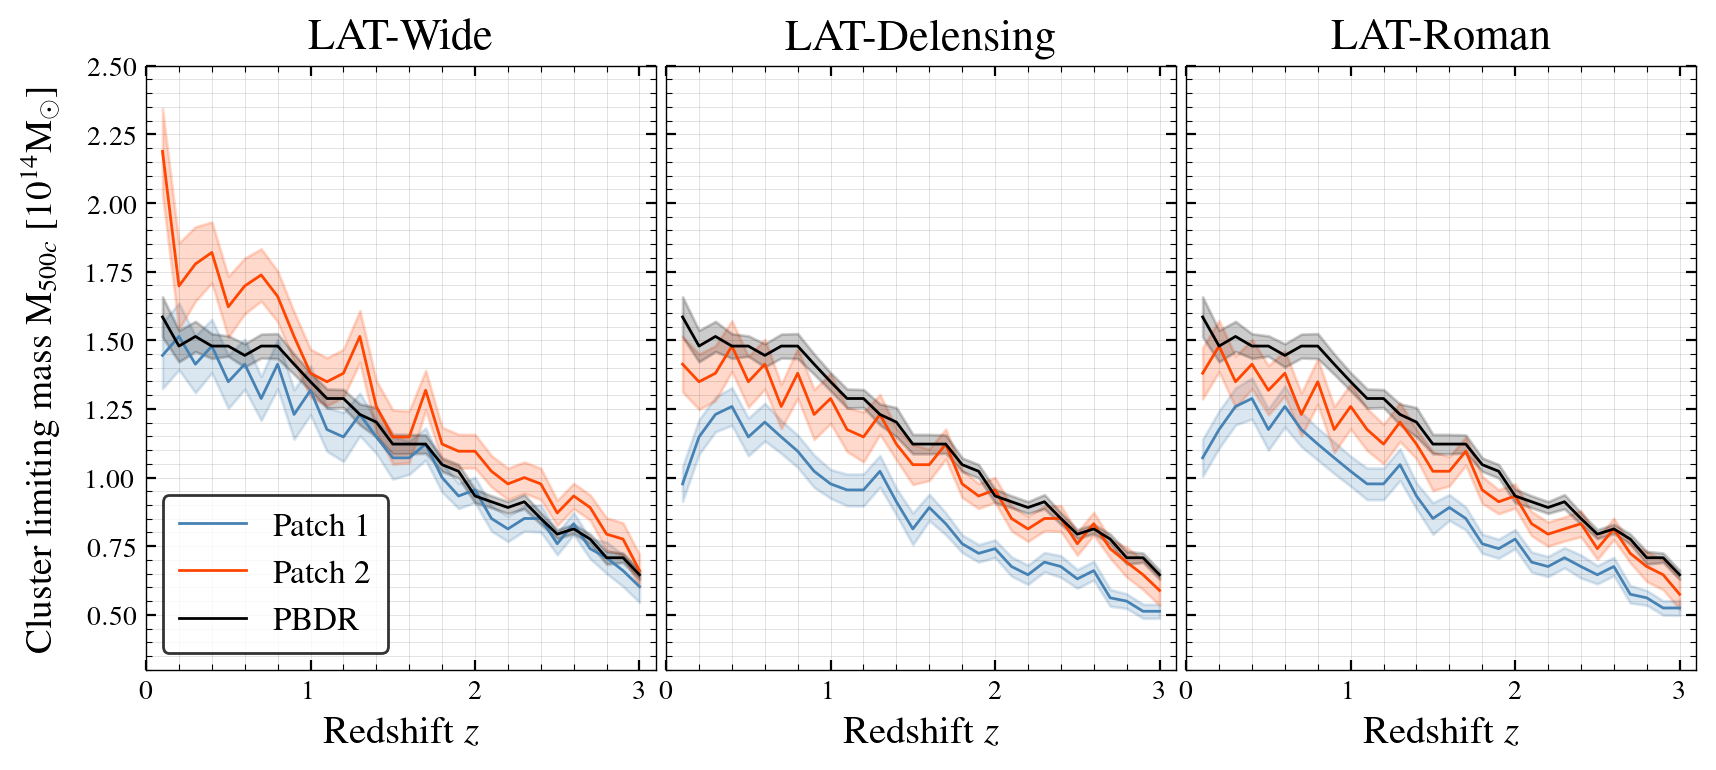 LAT-Wide LAT-Delensing LAT-Roman
Cluster limiting mass M₅₀₀c [10¹⁴M☉]
2.50
2.25
2.00
1.75
1.50
1.25
1.00
0.75
0.50
Patch 1
Patch 2
PBDR
0 1 2 3 0 1 2 3 0 1 2 3
Redshift z Redshift z Redshift z